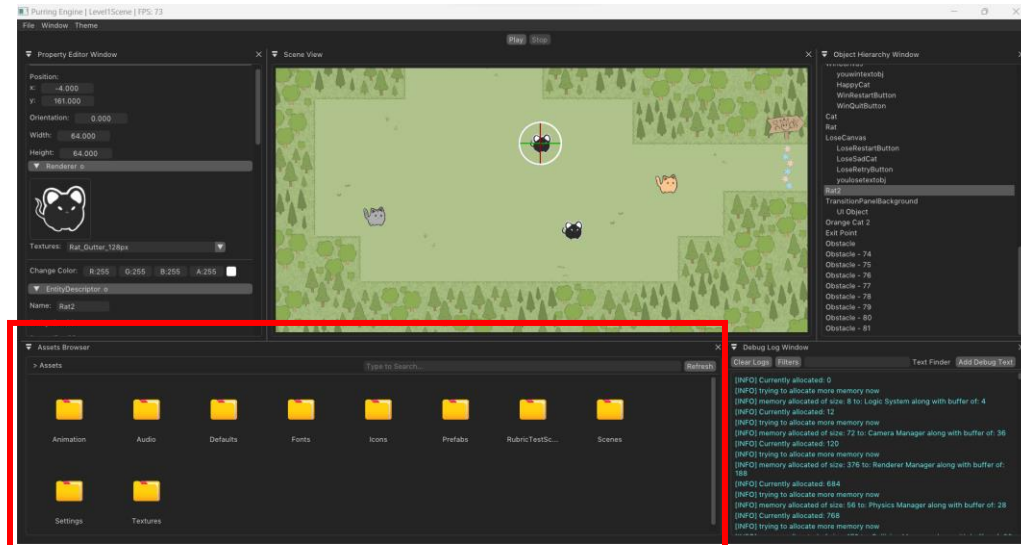 Purring Engine | Level1Scene | FPS: 73
File Window Theme
Play Stop
Property Editor Window
Position:
x: -4.000
y: 161.000
Orientation: 0.000
Width: 64.000
Height: 64.000
Renderer
Textures: Rat_Gutter_128px
Change Color: R:255 G:255 B:255 A:255
EntityDescriptor
Name: Rat2
Scene View
Object Hierarchy Window
youwintextobj
HappyCat
WinRestartButton
WinQuitButton
Cat
Rat
LoseCanvas
LoseRestartButton
LoseSadCat
LoseRetryButton
youlosetextobj
Rat2
TransitionPanelBackground
UI Object
Orange Cat 2
Exit Point
Obstacle
Obstacle - 74
Obstacle - 75
Obstacle - 76
Obstacle - 77
Obstacle - 78
Obstacle - 79
Obstacle - 80
Obstacle - 81
Assets Browser
> Assets Type to Search... Refresh
Animation Audio Defaults Fonts Icons Prefabs RubricTestSc... Scenes
Settings Textures
Debug Log Window
Clear Logs Filters Text Finder Add Debug Text
[INFO] Currently allocated: 0
[INFO] trying to allocate more memory now
[INFO] memory allocated of size: 8 to: Logic System along with buffer of: 4
[INFO] Currently allocated: 12
[INFO] trying to allocate more memory now
[INFO] memory allocated of size: 72 to: Camera Manager along with buffer of: 36
[INFO] Currently allocated: 120
[INFO] trying to allocate more memory now
[INFO] memory allocated of size: 376 to: Renderer Manager along with buffer of:
188
[INFO] Currently allocated: 684
[INFO] trying to allocate more memory now
[INFO] memory allocated of size: 56 to: Physics Manager along with buffer of: 28
[INFO] Currently allocated: 768
[INFO] trying to allocate more memory now